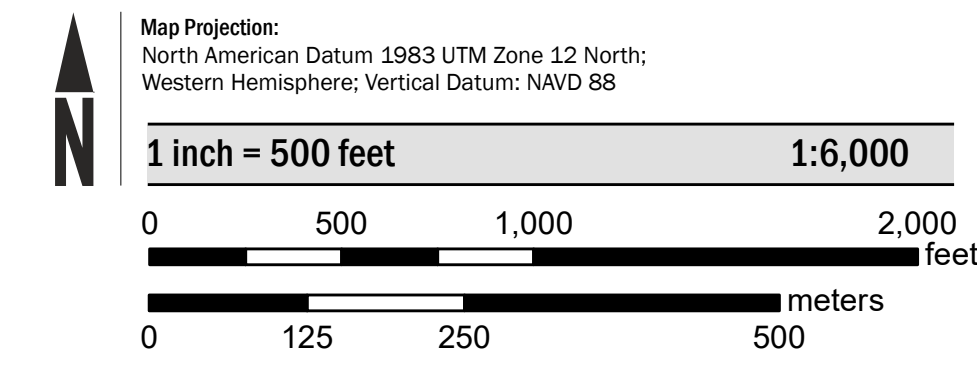 N
Map Projection:
North American Datum 1983 UTM Zone 12 North;
Western Hemisphere; Vertical Datum: NAVD 88
1 inch = 500 feet 1:6,000
0 500 1,000 2,000
feet
meters
0 125 250 500